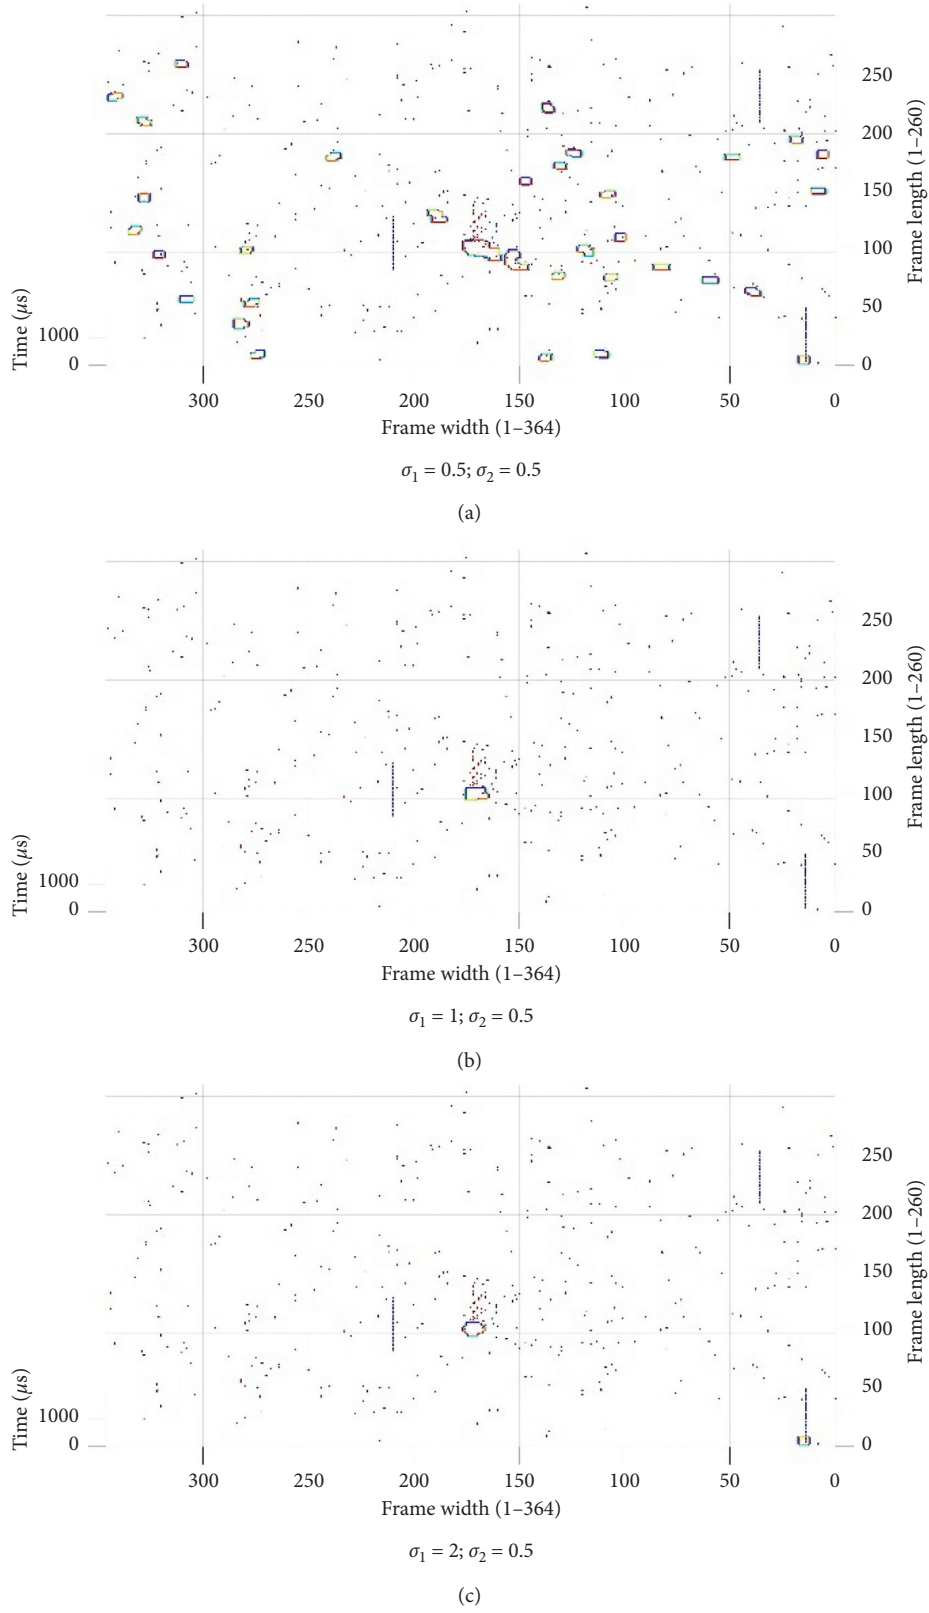 250
200
150
100
50
0
Frame length (1–260)
Time (μs)
1000
0
300 250 200 150 100 50 0
Frame width (1–364)
σ1 = 0.5; σ2 = 0.5
(a)
250
200
150
100
50
0
Frame length (1–260)
Time (μs)
1000
0
300 250 200 150 100 50 0
Frame width (1–364)
σ1 = 1; σ2 = 0.5
(b)
250
200
150
100
50
0
Frame length (1–260)
Time (μs)
1000
0
300 250 200 150 100 50 0
Frame width (1–364)
σ1 = 2; σ2 = 0.5
(c)